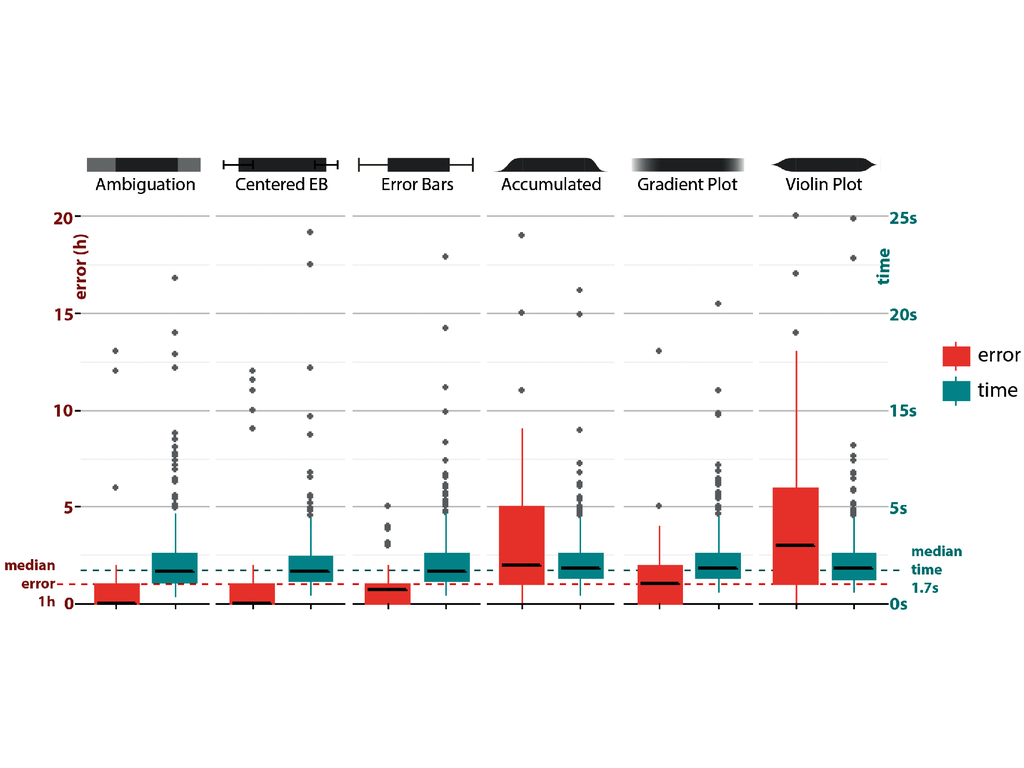 Ambiguation Centered EB Error Bars Accumulated Gradient Plot Violin Plot
20 25s
error (h) time
15 20s
error
time
10 15s
5 5s
median
error
1h
median
time
1.7s
0 0s